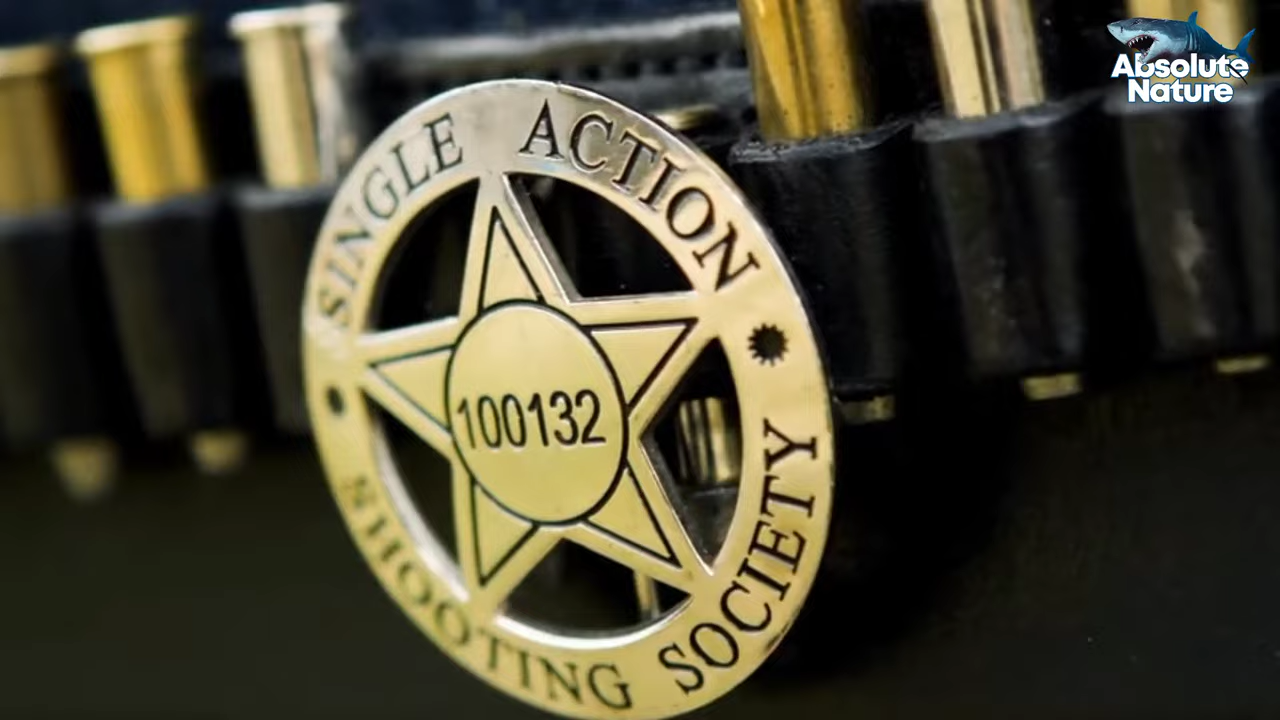 SINGLE ACTION
100132
SHOOTING SOCIETY
Absolute
Nature